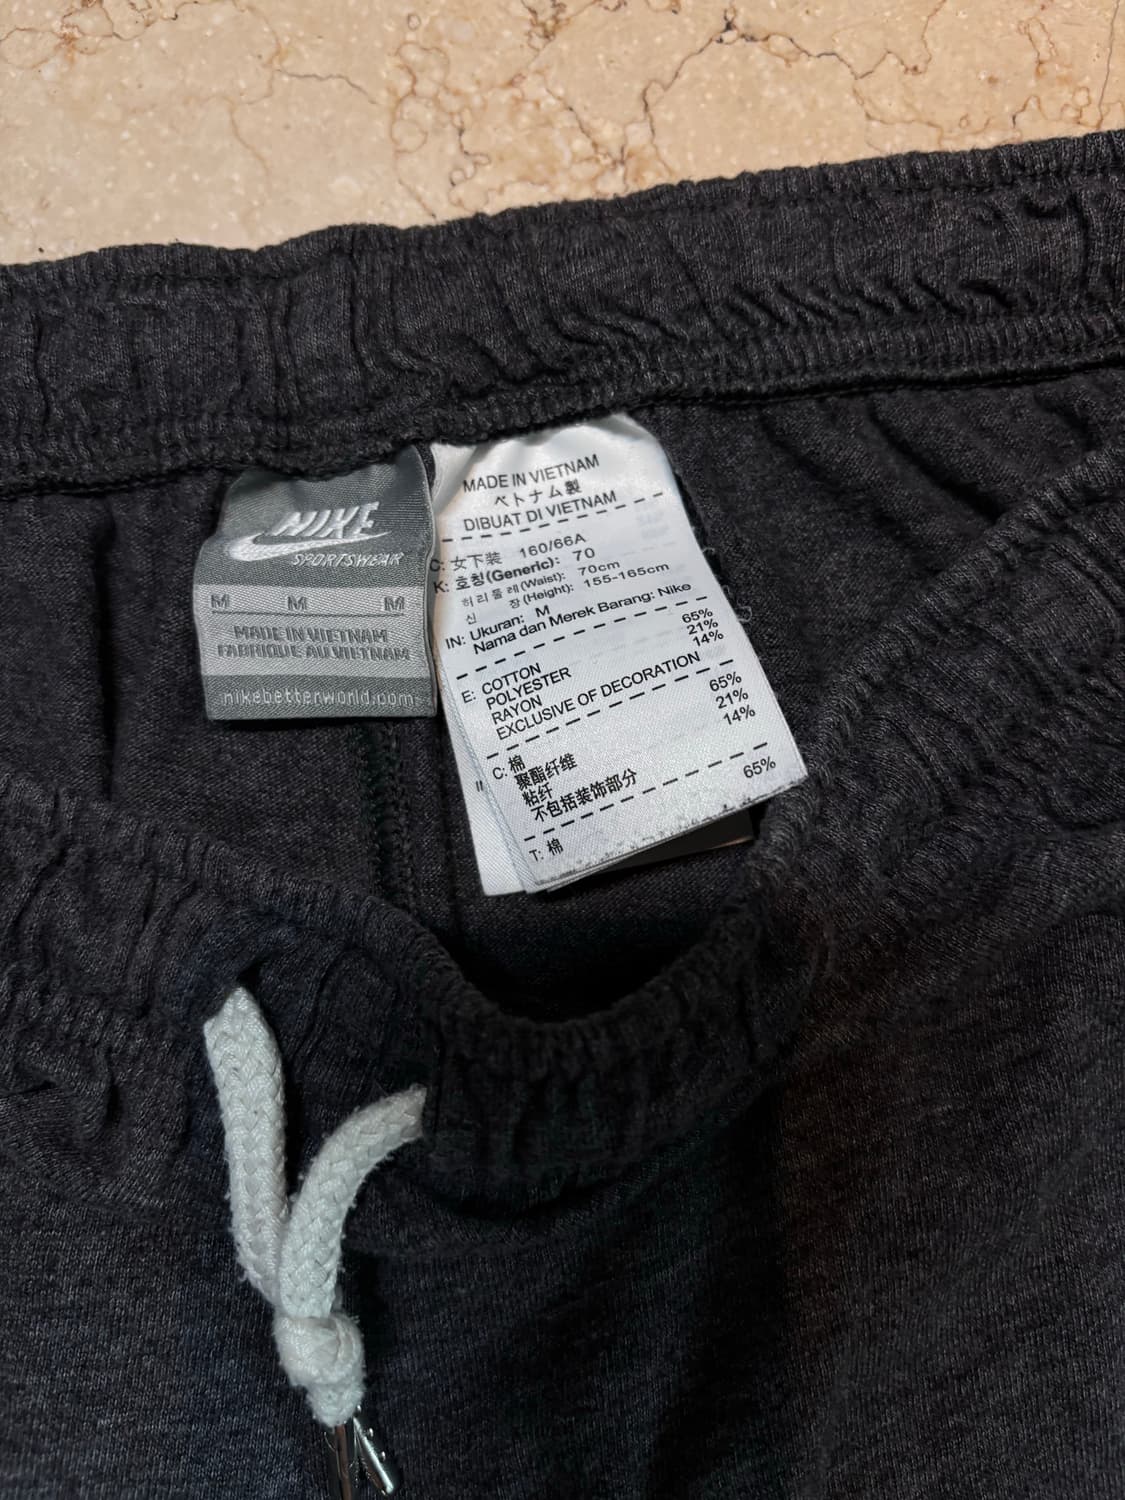 NIKE
SPORTSWEAR
M M M
MADE IN VIETNAM
FABRIQUE AU VIETNAM
nikebetterworld.com
MADE IN VIETNAM
ベトナム製
DIBUAT DI VIETNAM
C: 女下装 160/66A
K: 호칭(Generic): 70
허리둘레(Waist): 70cm
신 장(Height): 155-165cm
IN: Ukuran: M
Nama dan Merek Barang: Nike
E: COTTON 65%
POLYESTER 21%
RAYON 14%
EXCLUSIVE OF DECORATION
C: 棉 65%
聚酯纤维 21%
粘纤 14%
不包括装饰部分
T: 棉 65%